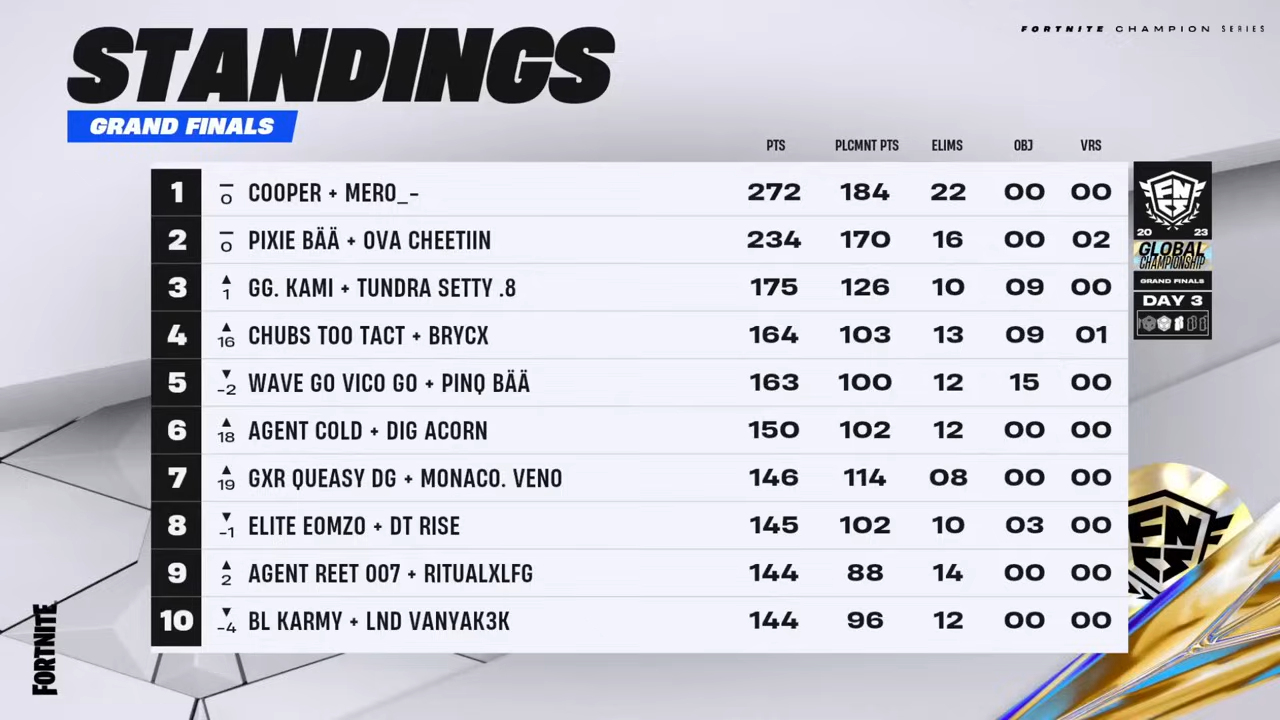 FORTNITE CHAMPION SERIES
STANDINGS
GRAND FINALS
PTS PLCMNT PTS ELIMS OBJ VRS
1 0 COOPER + MERO_- 272 184 22 00 00
2 0 PIXIE BÄÄ + OVA CHEETIIN 234 170 16 00 02
3 ▲ 1 GG. KAMI + TUNDRA SETTY .8 175 126 10 09 00
4 ▲ 16 CHUBS TOO TACT + BRYCX 164 103 13 09 01
5 ▼ -2 WAVE GO VICO GO + PINQ BÄÄ 163 100 12 15 00
6 ▲ 18 AGENT COLD + DIG ACORN 150 102 12 00 00
7 ▲ 19 GXR QUEASY DG + MONACO. VENO 146 114 08 00 00
8 ▼ -1 ELITE EOMZO + DT RISE 145 102 10 03 00
9 ▲ 2 AGENT REET 007 + RITUALXLFG 144 88 14 00 00
10 ▼ -4 BL KARMY + LND VANYAK3K 144 96 12 00 00
FNCS
20 23
GLOBAL
CHAMPIONSHIP
GRAND FINALS
DAY 3
FNCS
FORTNITE